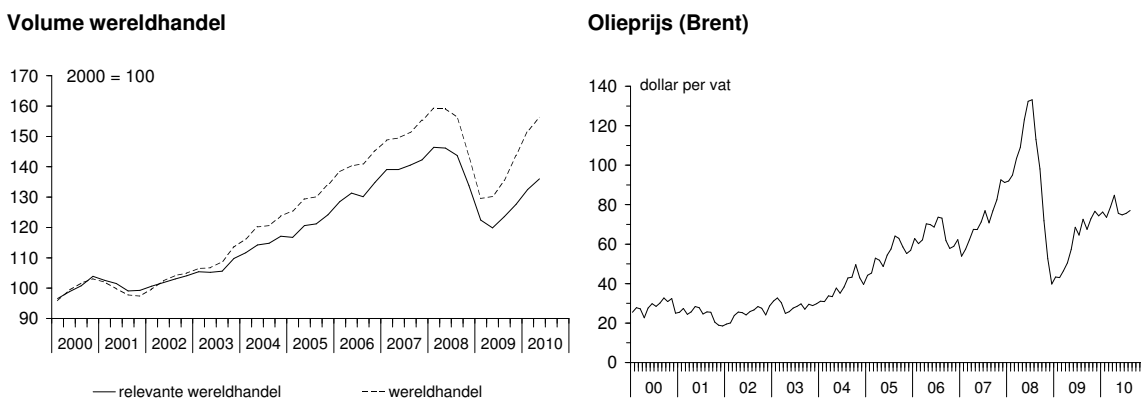 Volume wereldhandel
170
2000 = 100
160
150
140
130
120
110
100
90
2000 2001 2002 2003 2004 2005 2006 2007 2008 2009 2010
relevante wereldhandel wereldhandel
Olieprijs (Brent)
140
dollar per vat
120
100
80
60
40
20
0
00 01 02 03 04 05 06 07 08 09 10